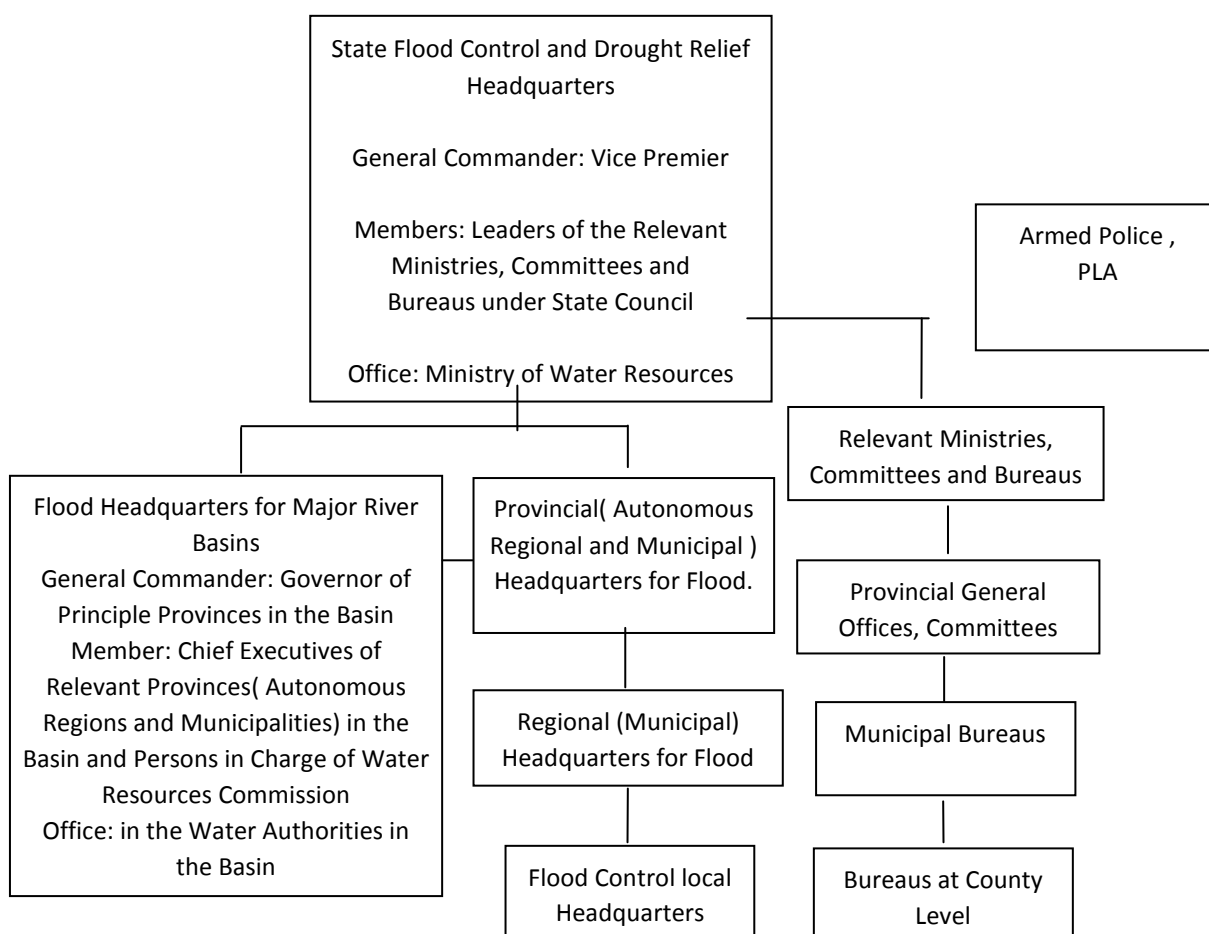 State Flood Control and Drought Relief
Headquarters
General Commander: Vice Premier
Members: Leaders of the Relevant
Ministries, Committees and
Bureaus under State Council
Office: Ministry of Water Resources
Armed Police ,
PLA
Relevant Ministries,
Committees and Bureaus
Flood Headquarters for Major River
Basins
General Commander: Governor of
Principle Provinces in the Basin
Member: Chief Executives of
Relevant Provinces( Autonomous
Regions and Municipalities) in the
Basin and Persons in Charge of Water
Resources Commission
Office: in the Water Authorities in
the Basin
Provincial( Autonomous
Regional and Municipal )
Headquarters for Flood.
Provincial General
Offices, Committees
Regional (Municipal)
Headquarters for Flood
Municipal Bureaus
Flood Control local
Headquarters
Bureaus at County
Level